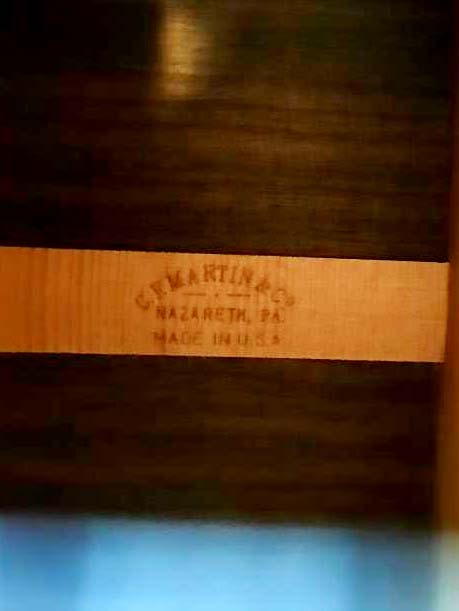 C.F. MARTIN & Co
NAZARETH, PA.
MADE IN U.S.A.